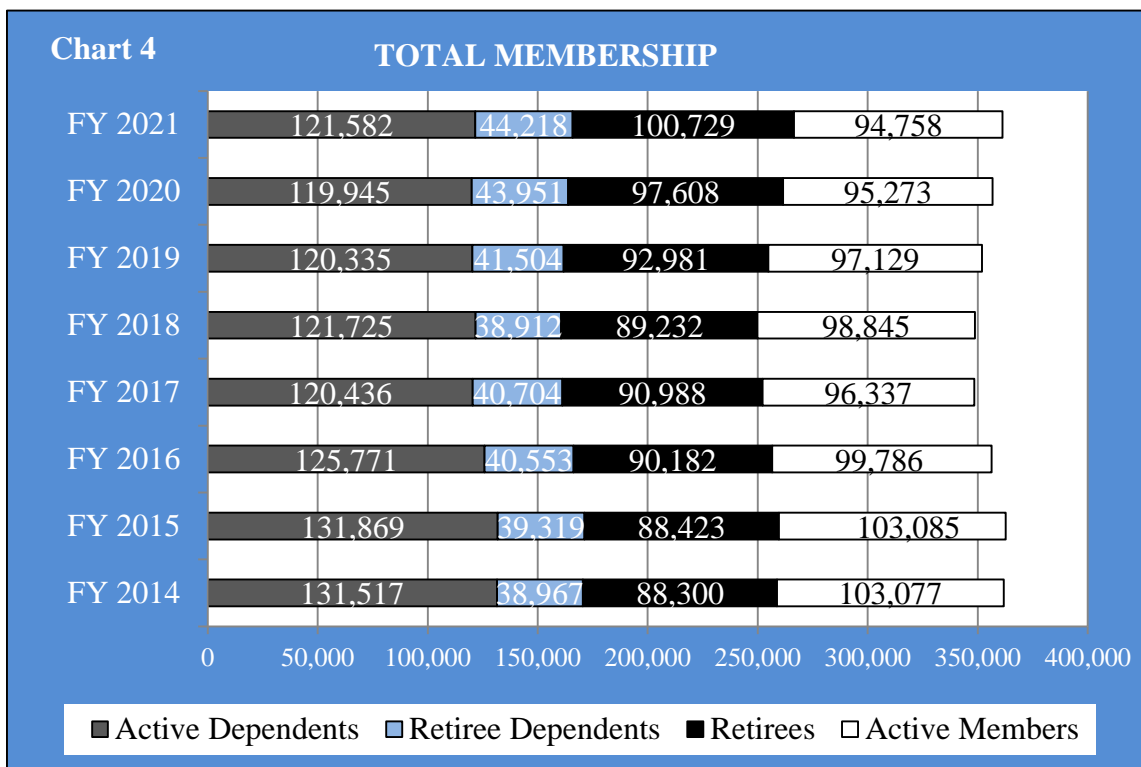 Chart 4
TOTAL MEMBERSHIP
FY 2021 121,582 44,218 100,729 94,758
FY 2020 119,945 43,951 97,608 95,273
FY 2019 120,335 41,504 92,981 97,129
FY 2018 121,725 38,912 89,232 98,845
FY 2017 120,436 40,704 90,988 96,337
FY 2016 125,771 40,553 90,182 99,786
FY 2015 131,869 39,319 88,423 103,085
FY 2014 131,517 38,967 88,300 103,077
0 50,000 100,000 150,000 200,000 250,000 300,000 350,000 400,000
Active Dependents Retiree Dependents Retirees Active Members